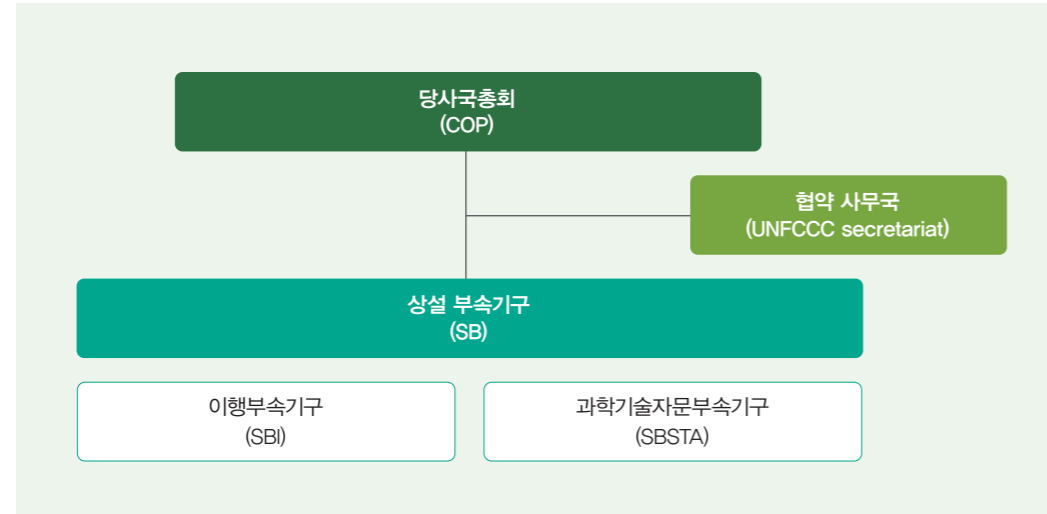 당사국총회
(COP)
협약 사무국
(UNFCCC secretariat)
상설 부속기구
(SB)
이행부속기구
(SBI)
과학기술자문부속기구
(SBSTA)